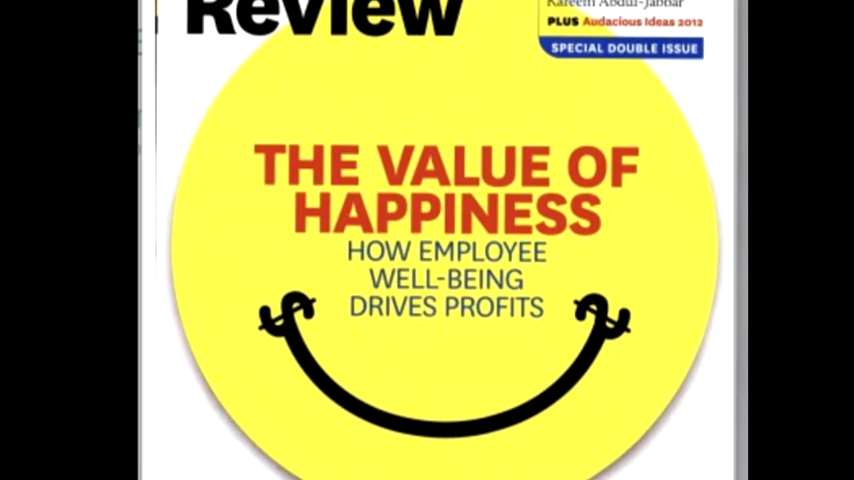 Review
Kareem Abdul-Jabbar
PLUS Audacious Ideas 2012
SPECIAL DOUBLE ISSUE
THE VALUE OF
HAPPINESS
HOW EMPLOYEE
WELL-BEING
DRIVES PROFITS